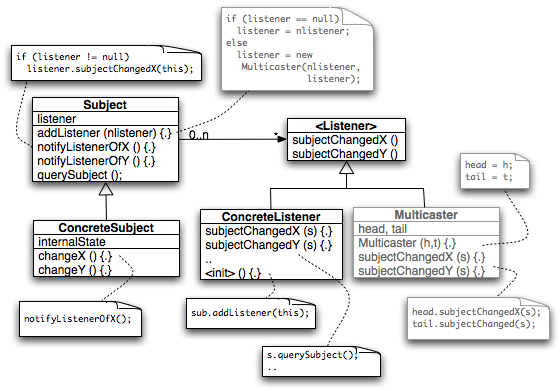 if (listener == null)
listener = nlistener;
else
listener = new
Multicaster(nlistener,
listener);
if (listener != null)
listener.subjectChangedX(this);
Subject
listener
addListener (nlistener) {.}
notifyListenerOfX () {.}
notifyListenerOfY () {.}
querySubject ();
0..n
*
<Listener>
subjectChangedX ()
subjectChangedY ()
head = h;
tail = t;
ConcreteSubject
internalState
changeX () {.}
changeY () {.}
ConcreteListener
subjectChangedX (s) {.}
subjectChangedY (s) {.}
..
<init> () {.}
Multicaster
head, tail
Multicaster (h,t) {.}
subjectChangedX (s) {.}
subjectChangedY (s) {.}
notifyListenerOfX();
sub.addListener(this);
head.subjectChangedX(s);
tail.subjectChanged(s);
s.querySubject();
..